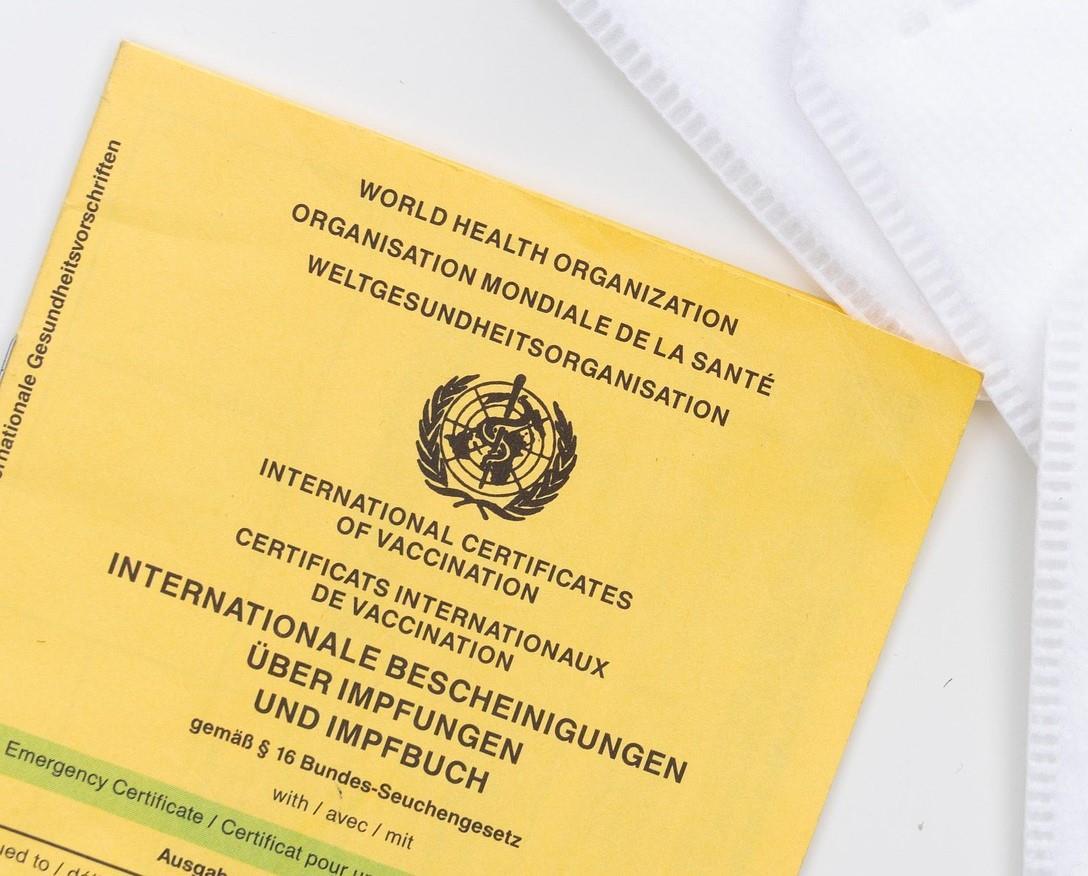 WORLD HEALTH ORGANIZATION
ORGANISATION MONDIALE DE LA SANTÉ
WELTGESUNDHEITSORGANISATION
INTERNATIONAL CERTIFICATES
OF VACCINATION
CERTIFICATS INTERNATIONAUX
DE VACCINATION
INTERNATIONALE BESCHEINIGUNGEN
ÜBER IMPFUNGEN
UND IMPFBUCH
gemäß § 16 Bundes-Seuchengesetz
with / avec / mit
Emergency Certificate / Certificat pour
to /
Gesundheitsvorschriften